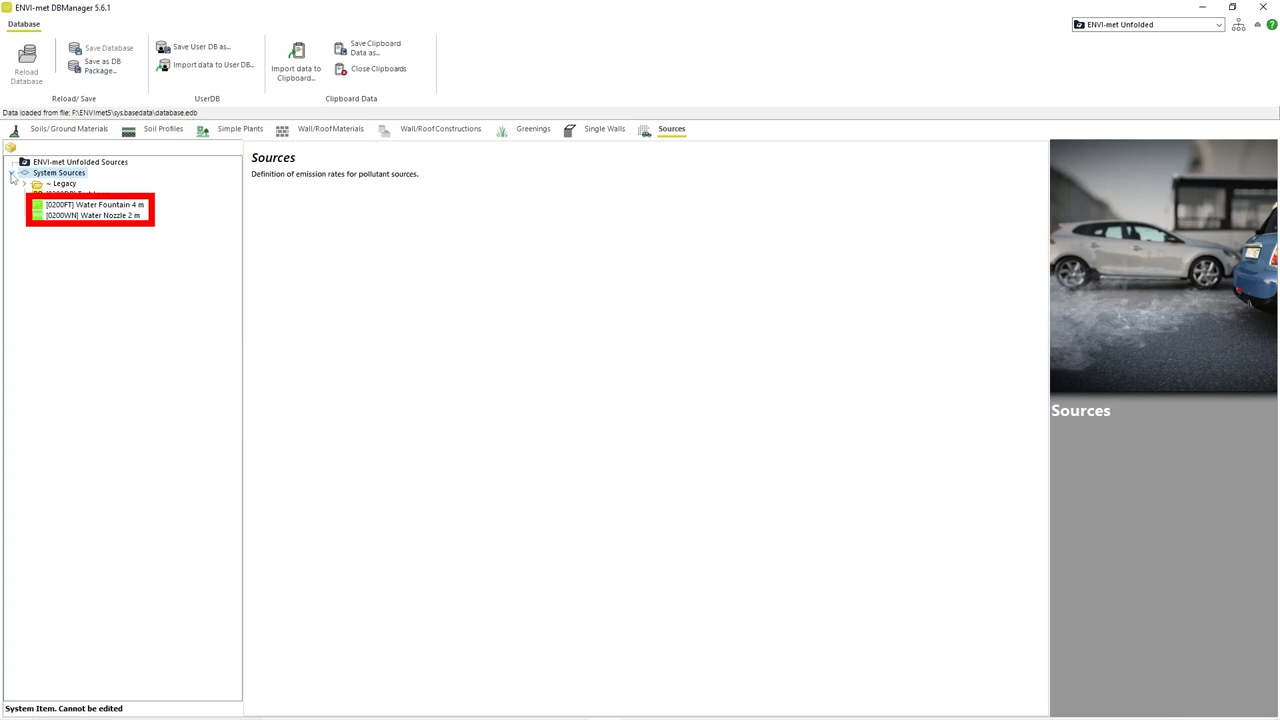 ENVI-met DBManager 5.6.1
Database
ENVI-met Unfolded
Reload
Database
Save Database
Save as DB
Package...
Reload/ Save
Save User DB as...
Import data to User DB...
UserDB
Import data to
Clipboard...
Save Clipboard
Data as...
Close Clipboards
Clipboard Data
Data loaded from file: F:\ENVImet5\sys.basedata\database.edb
Soils/ Ground Materials
Soil Profiles
Simple Plants
Wall/Roof Materials
Wall/Roof Constructions
Greenings
Single Walls
Sources
ENVI-met Unfolded Sources
System Sources
~ Legacy
[0200FT] Water Fountain 4 m
[0200WN] Water Nozzle 2 m
Sources
Definition of emission rates for pollutant sources.
Sources
System Item. Cannot be edited